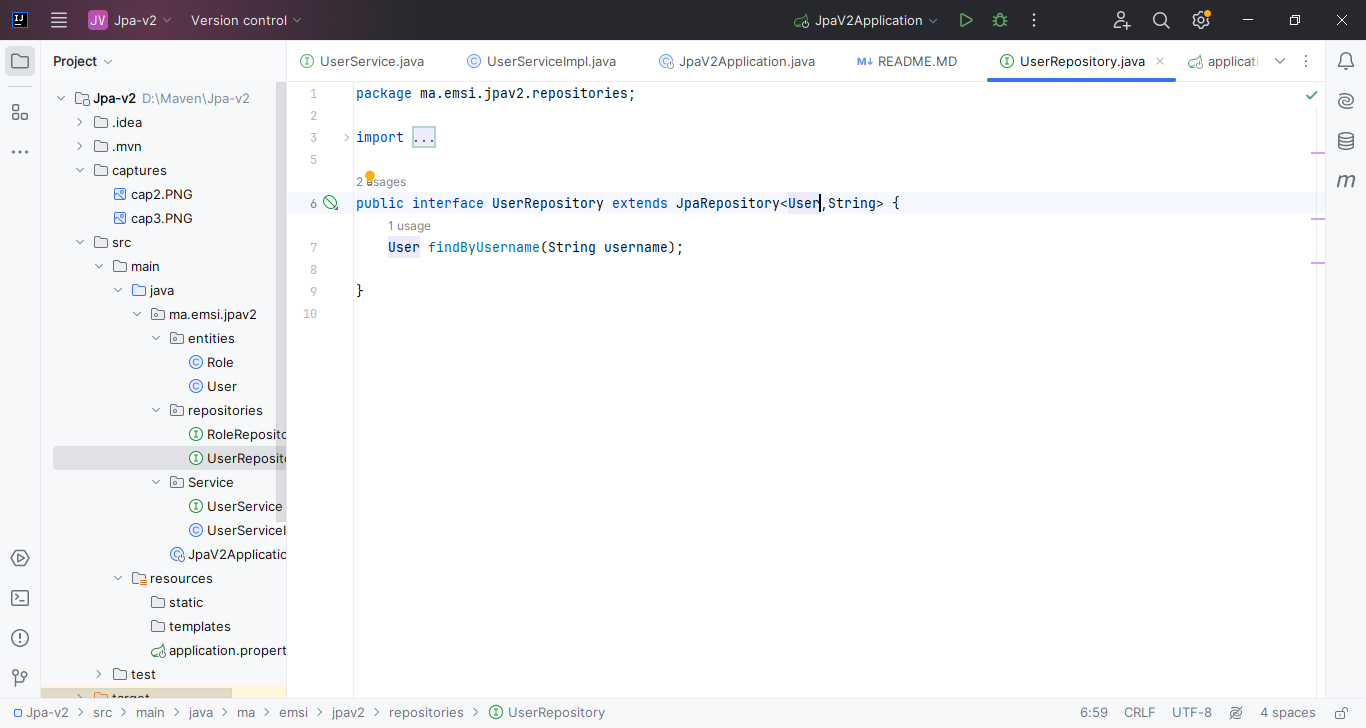 JV Jpa-v2 Version control JpaV2Application
Project
UserService.java UserServiceImpl.java JpaV2Application.java M↓ README.MD UserRepository.java applicati
Jpa-v2 D:\Maven\Jpa-v2
.idea
.mvn
captures
cap2.PNG
cap3.PNG
src
main
java
ma.emsi.jpav2
entities
Role
User
repositories
RoleReposito
UserReposito
Service
UserService
UserServiceI
JpaV2Applicatio
resources
static
templates
application.propert
test
target
1 package ma.emsi.jpav2.repositories;
2
3 import ...
5
2 usages
6 public interface UserRepository extends JpaRepository<User,String> {
1 usage
7 User findByUsername(String username);
8
9 }
10
Jpa-v2 > src > main > java > ma > emsi > jpav2 > repositories > UserRepository 6:59 CRLF UTF-8 4 spaces